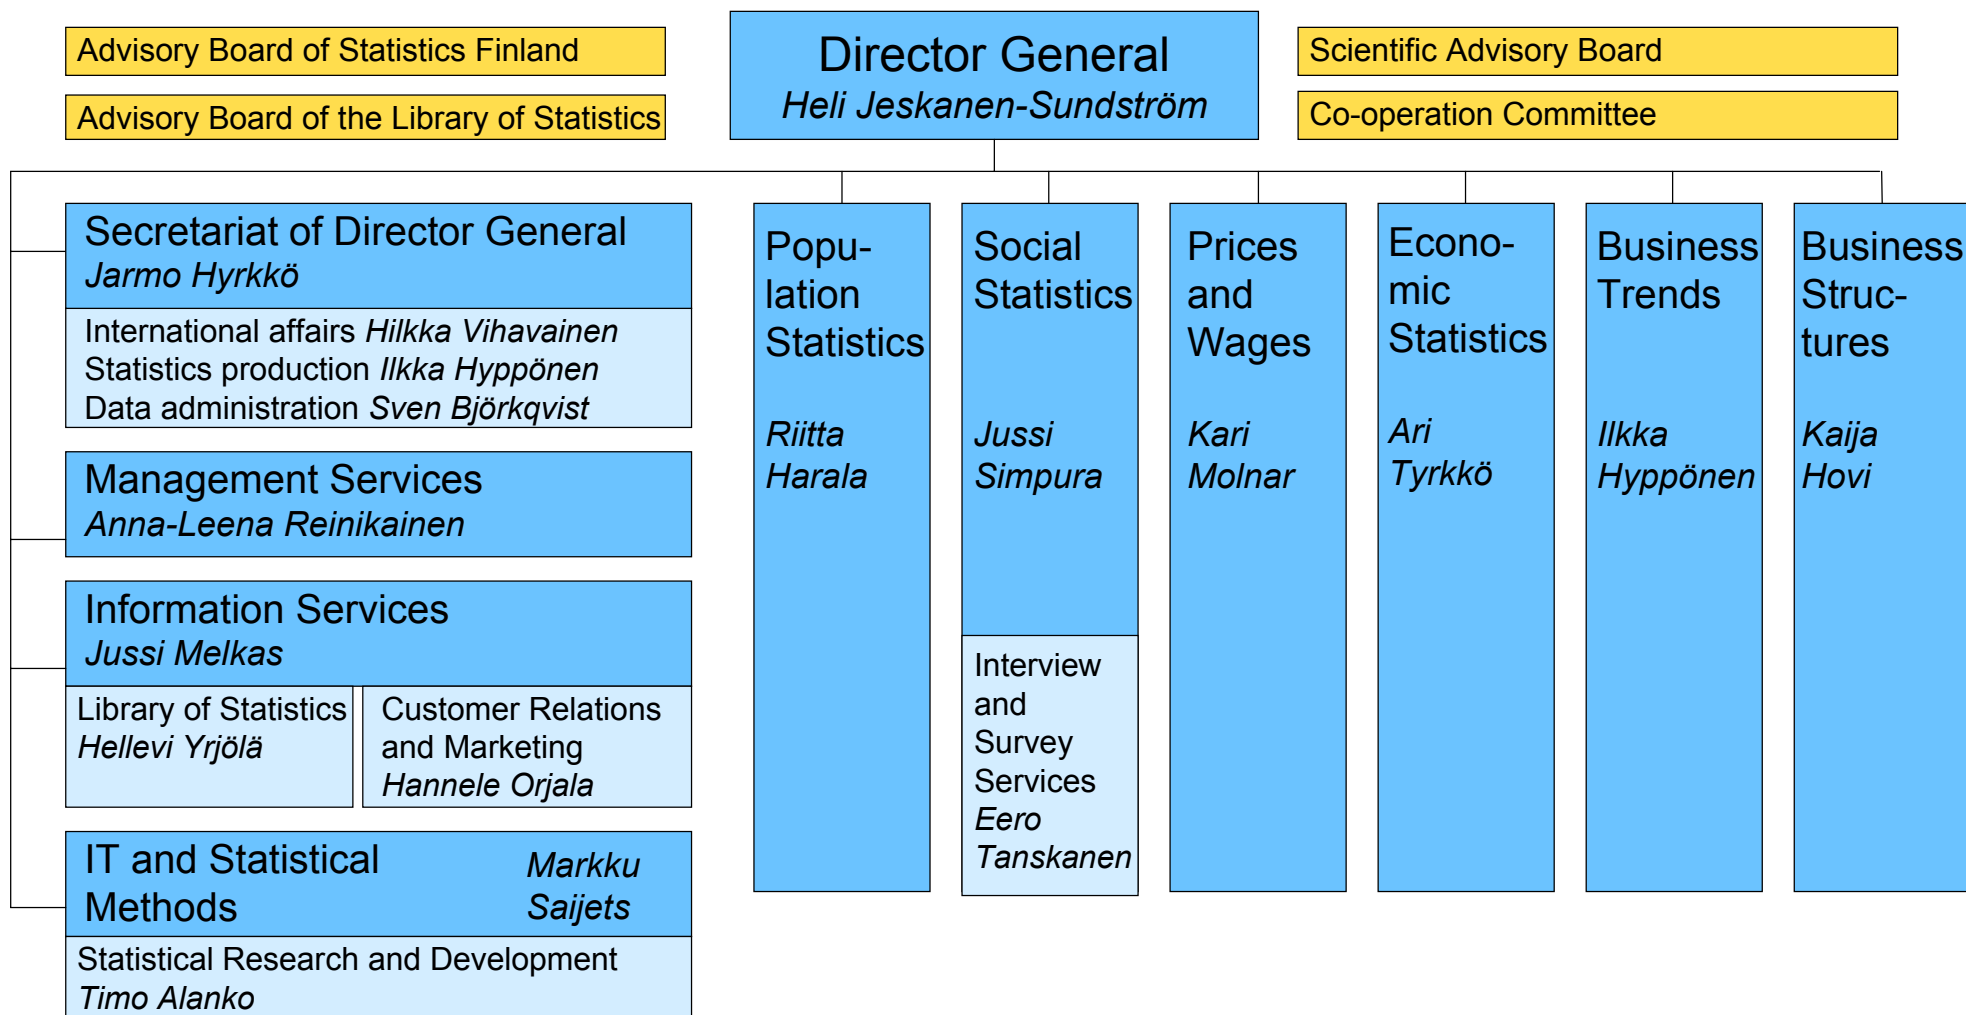 Advisory Board of Statistics Finland
Advisory Board of the Library of Statistics
Director General
Heli Jeskanen-Sundström
Scientific Advisory Board
Co-operation Committee
Secretariat of Director General
Jarmo Hyrkkö
International affairs Hilkka Vihavainen
Statistics production Ilkka Hyppönen
Data administration Sven Björkqvist
Management Services
Anna-Leena Reinikainen
Information Services
Jussi Melkas
Library of Statistics
Hellevi Yrjölä
Customer Relations
and Marketing
Hannele Orjala
IT and Statistical
Methods
Markku
Saijets
Statistical Research and Development
Timo Alanko
Popu-
lation
Statistics
Riitta
Harala
Social
Statistics
Jussi
Simpura
Interview
and
Survey
Services
Eero
Tanskanen
Prices
and
Wages
Kari
Molnar
Econo-
mic
Statistics
Ari
Tyrkkö
Business
Trends
Ilkka
Hyppönen
Business
Struc-
tures
Kaija
Hovi